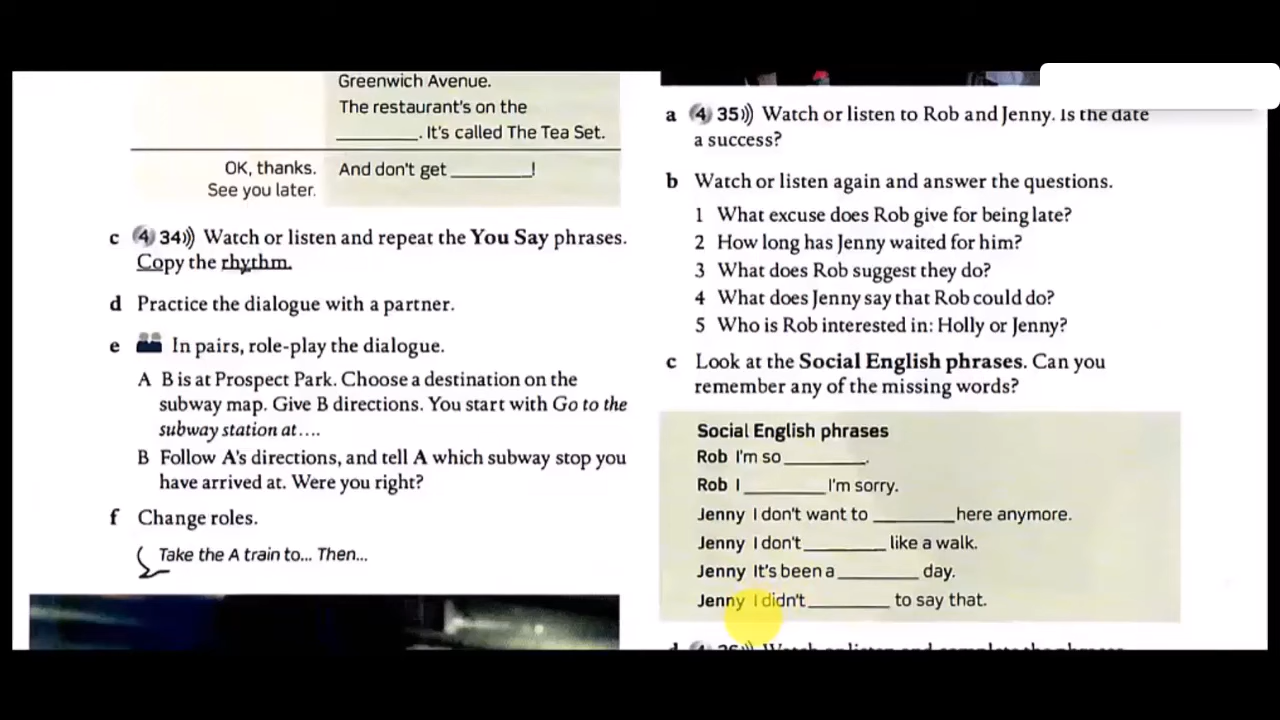 Greenwich Avenue.
The restaurant's on the
________. It's called The Tea Set.
OK, thanks.
See you later.
And don't get ________!
c 4 34))) Watch or listen and repeat the You Say phrases.
Copy the rhythm.
d Practice the dialogue with a partner.
e In pairs, role-play the dialogue.
A B is at Prospect Park. Choose a destination on the
subway map. Give B directions. You start with Go to the
subway station at….
B Follow A's directions, and tell A which subway stop you
have arrived at. Were you right?
f Change roles.
Take the A train to... Then...
a 4 35))) Watch or listen to Rob and Jenny. Is the date
a success?
b Watch or listen again and answer the questions.
1 What excuse does Rob give for being late?
2 How long has Jenny waited for him?
3 What does Rob suggest they do?
4 What does Jenny say that Rob could do?
5 Who is Rob interested in: Holly or Jenny?
c Look at the Social English phrases. Can you
remember any of the missing words?
Social English phrases
Rob I'm so ________.
Rob I ________ I'm sorry.
Jenny I don't want to ________ here anymore.
Jenny I don't ________ like a walk.
Jenny It's been a ________ day.
Jenny I didn't ________ to say that.